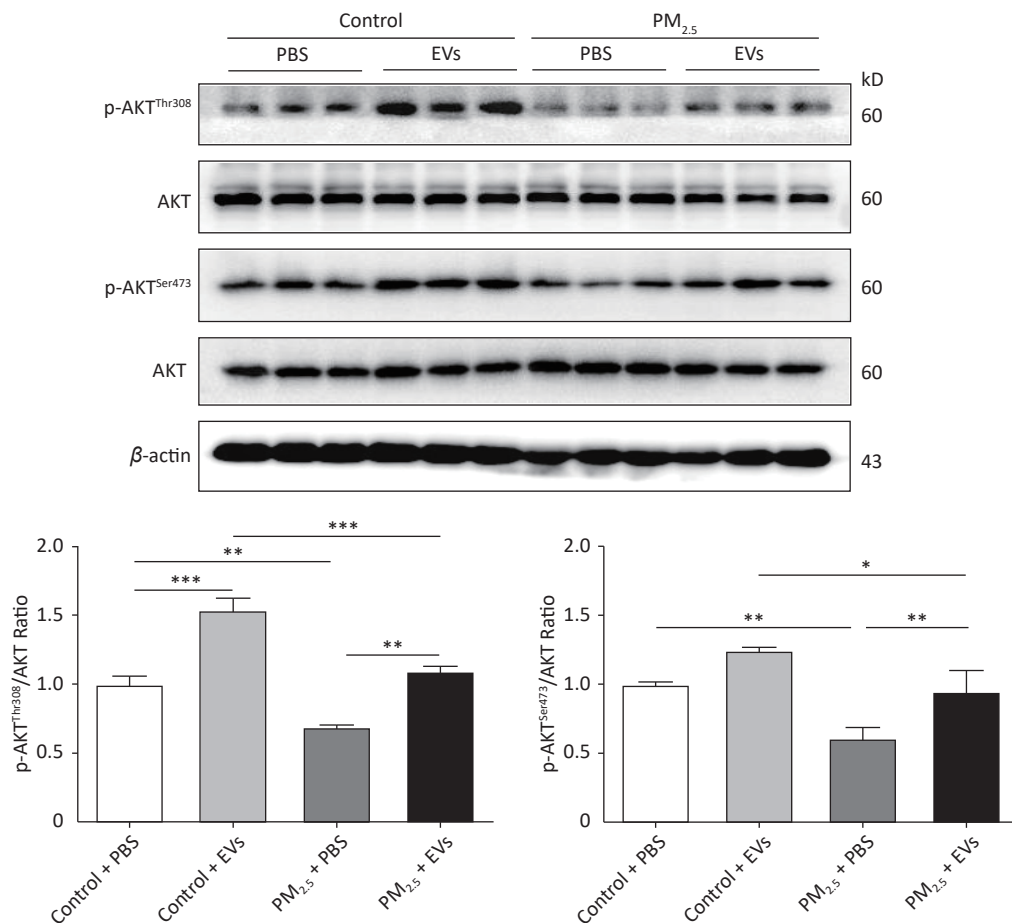 Control PM2.5
PBS EVs PBS EVs
kD
p-AKTThr308 60
AKT 60
p-AKTSer473 60
AKT 60
β-actin 43
p-AKTThr308/AKT Ratio
2.0
1.5
1.0
0.5
0
***
**
***
**
Control + PBS
Control + EVs
PM2.5 + PBS
PM2.5 + EVs
p-AKTSer473/AKT Ratio
2.0
1.5
1.0
0.5
0
*
**
**
Control + PBS
Control + EVs
PM2.5 + PBS
PM2.5 + EVs